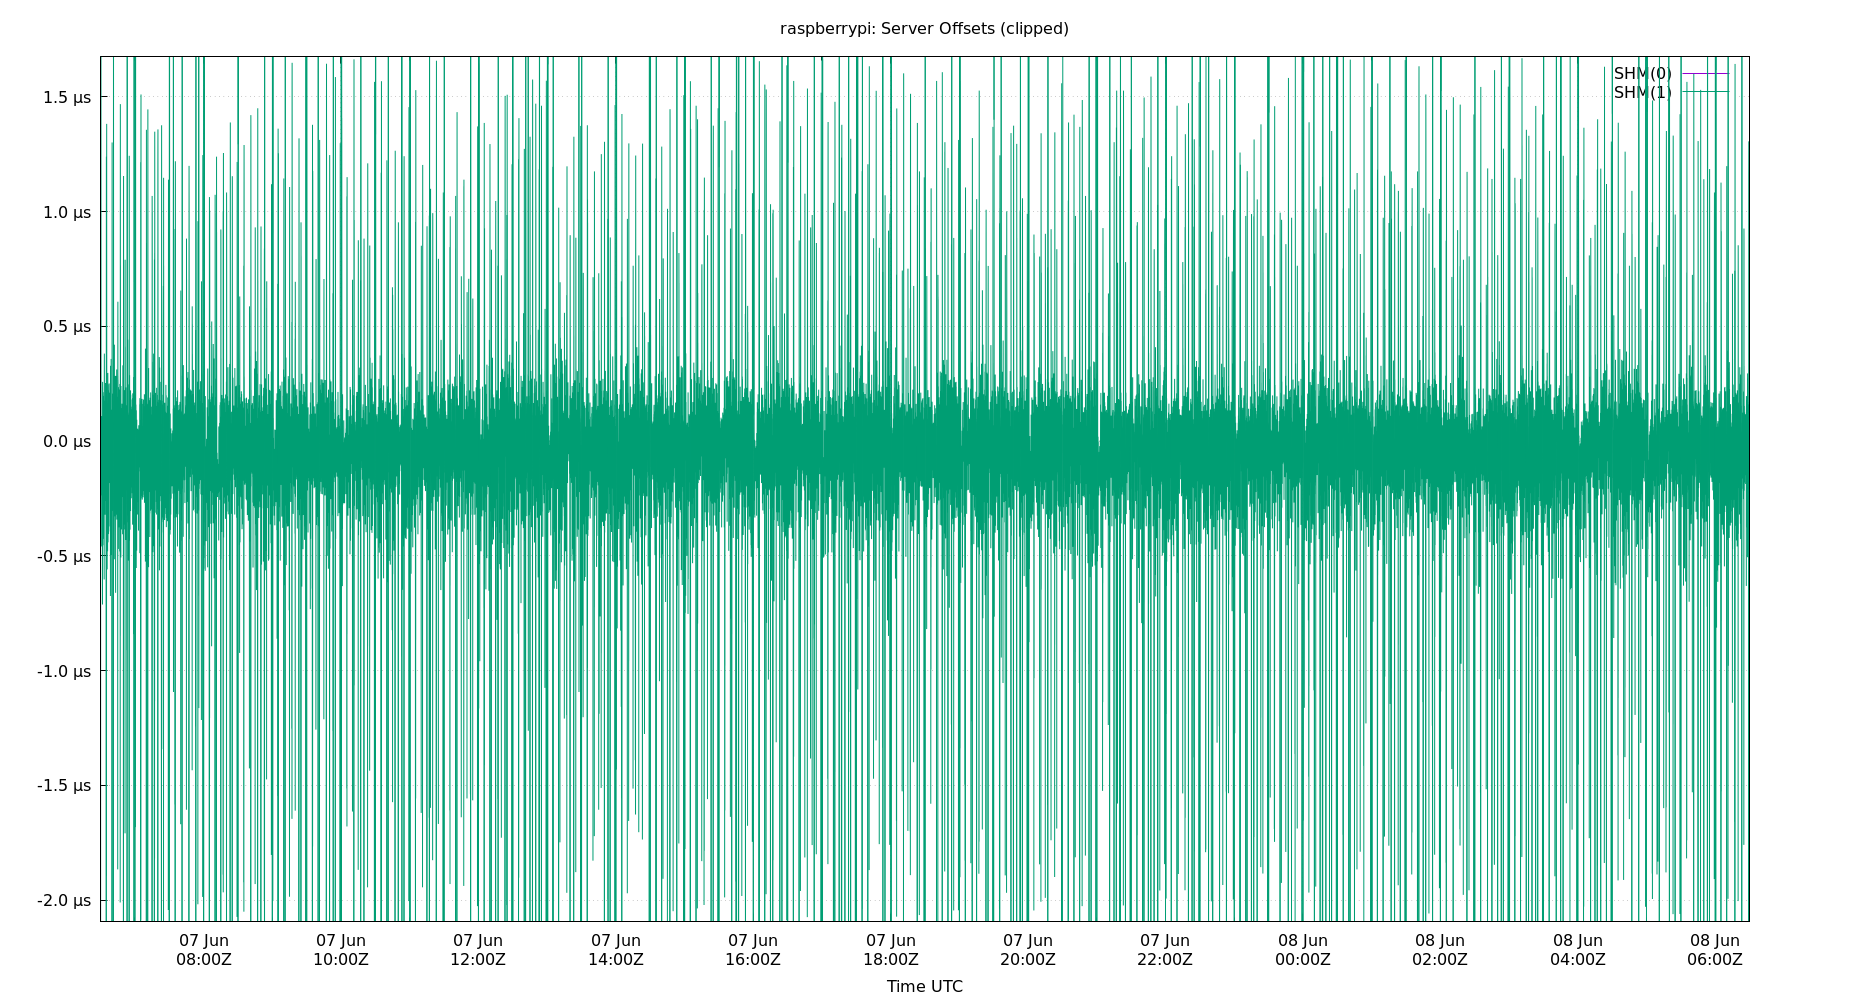 raspberrypi: Server Offsets (clipped)
SHM(0)
SHM(1)
1.5 µs
1.0 µs
0.5 µs
0.0 µs
-0.5 µs
-1.0 µs
-1.5 µs
-2.0 µs
07 Jun 07 Jun 07 Jun 07 Jun 07 Jun 07 Jun 07 Jun 07 Jun 08 Jun 08 Jun 08 Jun 08 Jun
08:00Z 10:00Z 12:00Z 14:00Z 16:00Z 18:00Z 20:00Z 22:00Z 00:00Z 02:00Z 04:00Z 06:00Z
Time UTC